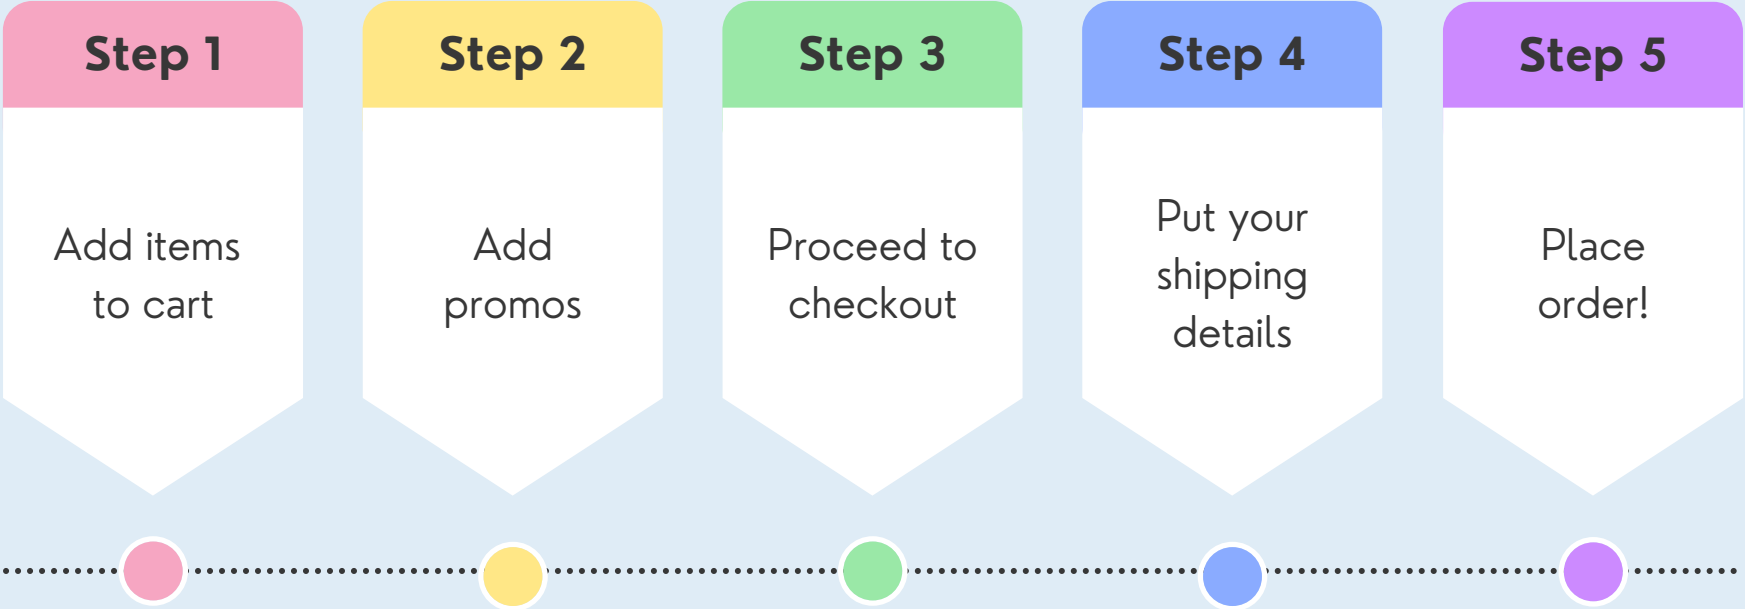 Step 1
Add items
to cart
Step 2
Add
promos
Step 3
Proceed to
checkout
Step 4
Put your
shipping
details
Step 5
Place
order!